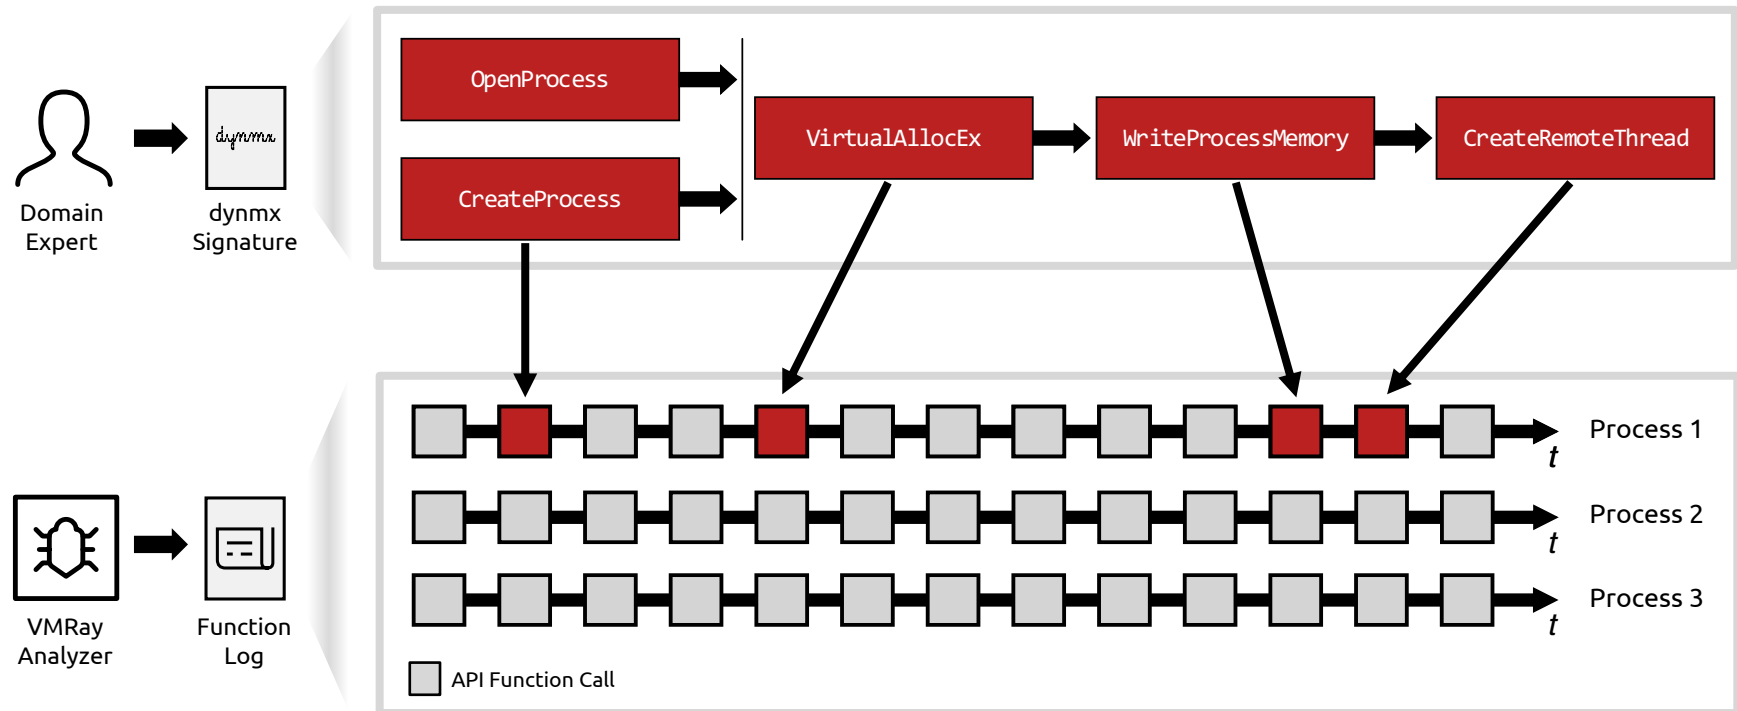 OpenProcess
CreateProcess
VirtualAllocEx
WriteProcessMemory
CreateRemoteThread
dynmx
Domain
Expert
dynmx
Signature
Process 1
t
Process 2
t
Process 3
t
VMRay
Analyzer
Function
Log
API Function Call